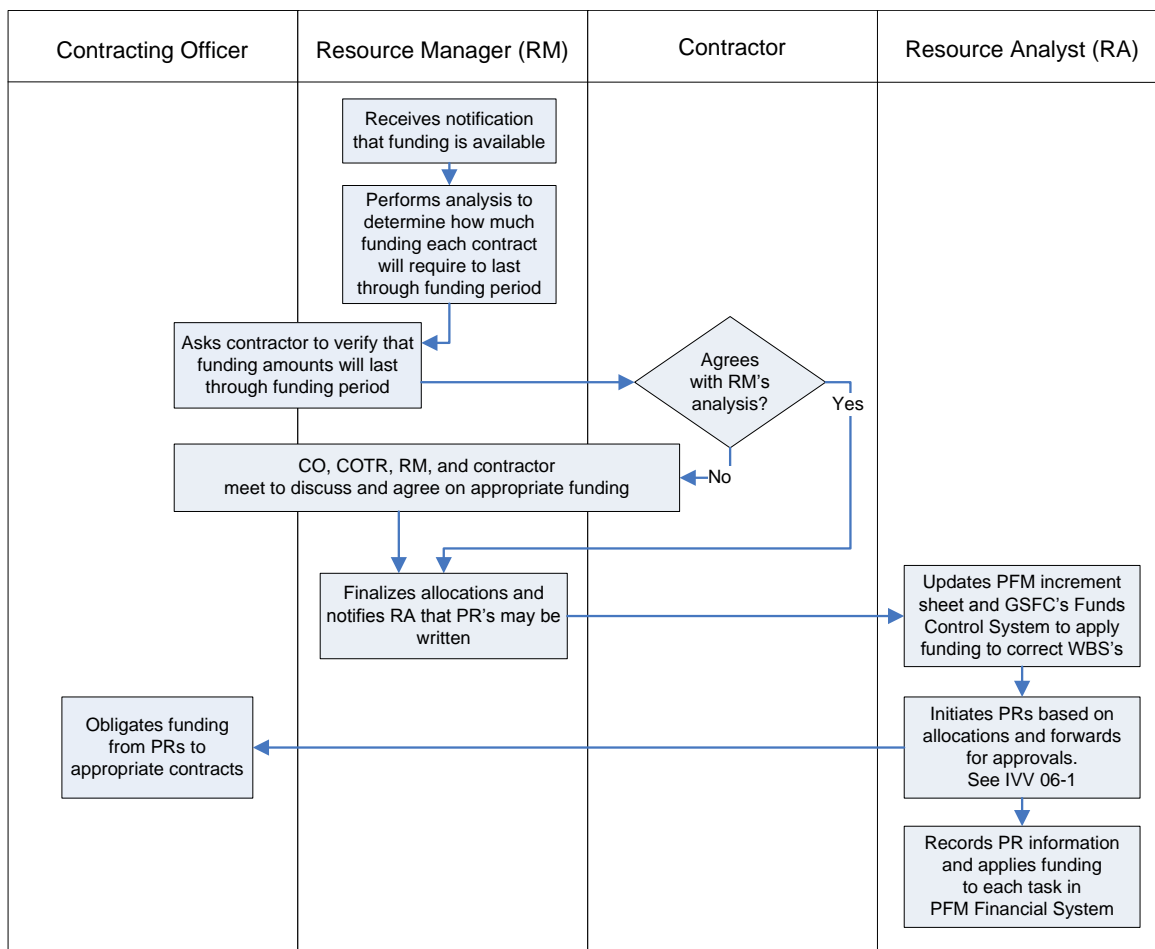 Contracting Officer
Resource Manager (RM)
Contractor
Resource Analyst (RA)
Receives notification
that funding is available
Performs analysis to
determine how much
funding each contract
will require to last
through funding period
Asks contractor to verify that
funding amounts will last
through funding period
Agrees
with RM's
analysis?
Yes
No
CO, COTR, RM, and contractor
meet to discuss and agree on appropriate funding
Finalizes allocations and
notifies RA that PR's may be
written
Updates PFM increment
sheet and GSFC's Funds
Control System to apply
funding to correct WBS's
Initiates PRs based on
allocations and forwards
for approvals.
See IVV 06-1
Obligates funding
from PRs to
appropriate contracts
Records PR information
and applies funding
to each task in
PFM Financial System